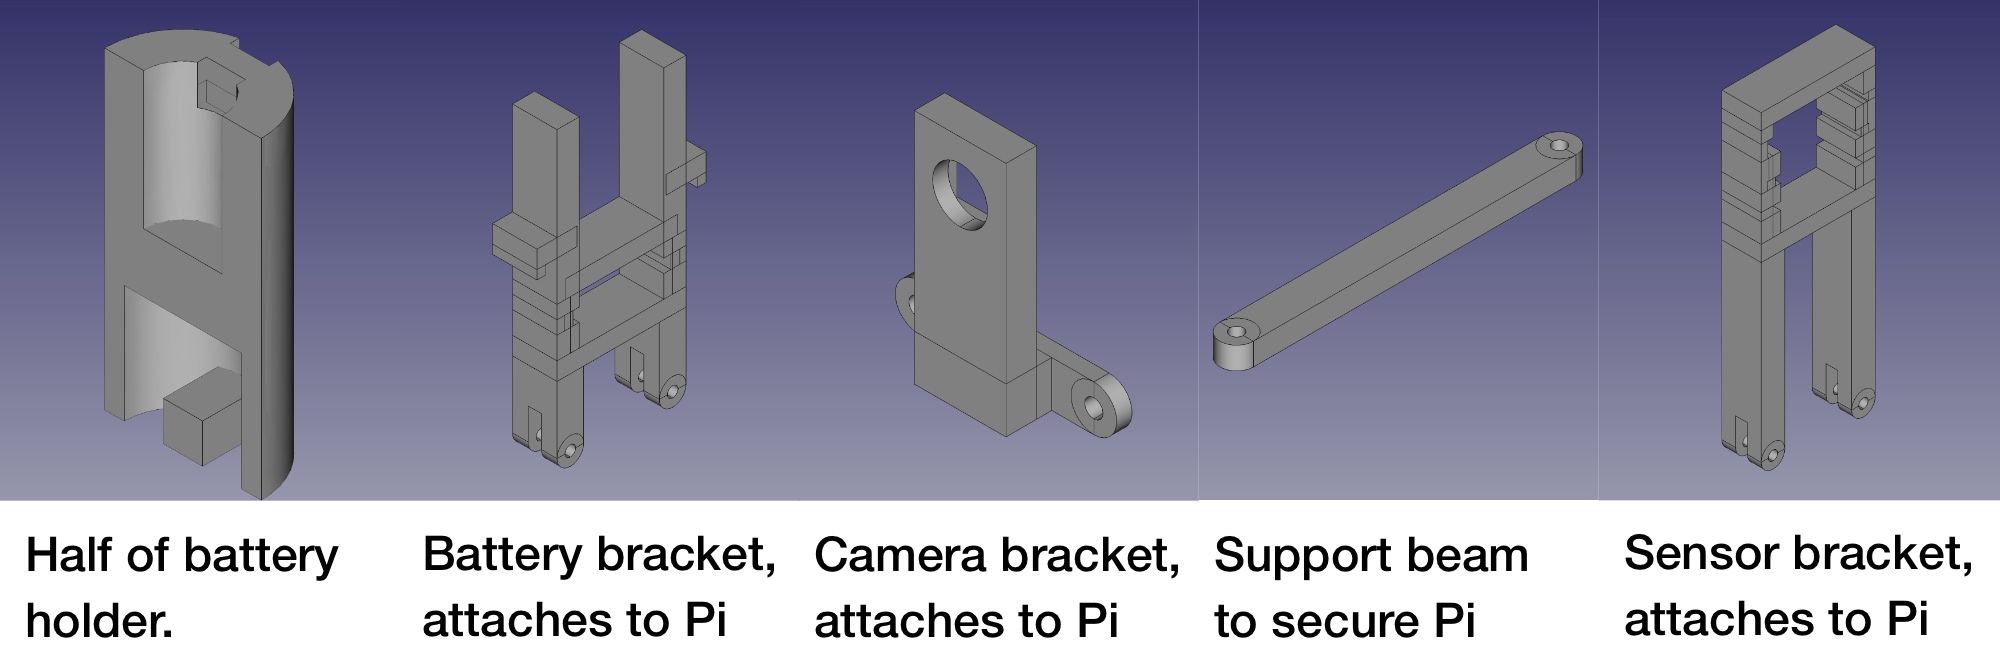 Half of battery
holder.
Battery bracket,
attaches to Pi
Camera bracket,
attaches to Pi
Support beam
to secure Pi
Sensor bracket,
attaches to Pi